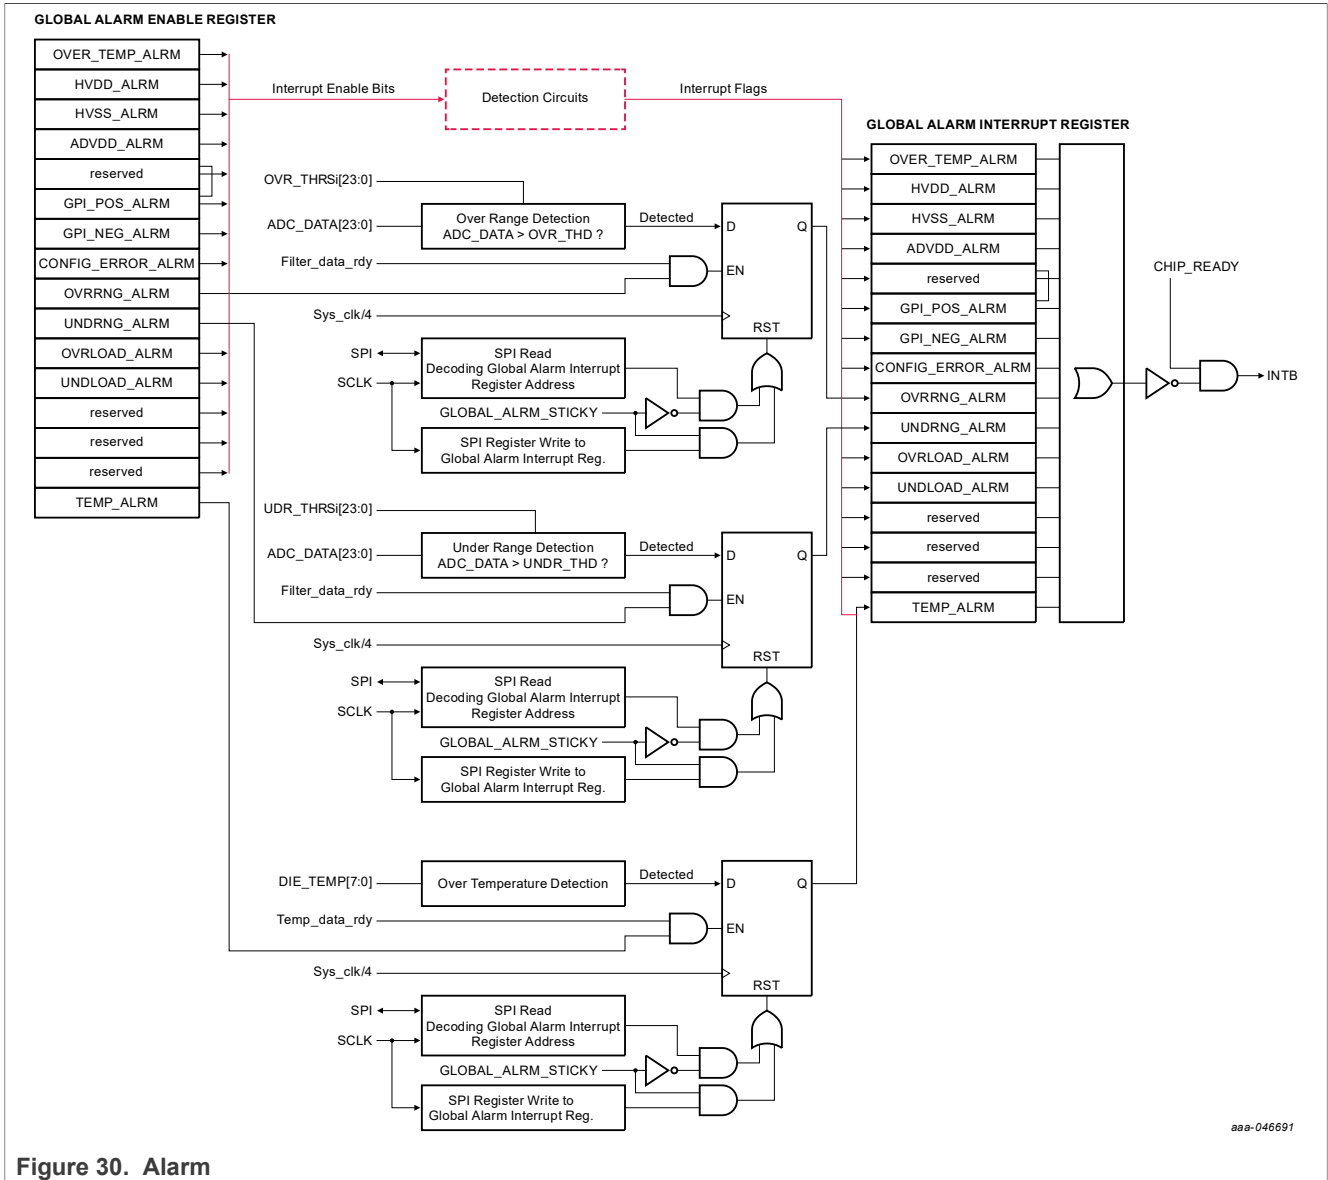 GLOBAL ALARM ENABLE REGISTER
OVER_TEMP_ALRM
HVDD_ALRM
HVSS_ALRM
ADVDD_ALRM
reserved
GPI_POS_ALRM
GPI_NEG_ALRM
CONFIG_ERROR_ALRM
OVRRNG_ALRM
UNDRNG_ALRM
OVRLOAD_ALRM
UNDLOAD_ALRM
reserved
reserved
reserved
TEMP_ALRM
Interrupt Enable Bits
Detection Circuits
Interrupt Flags
OVR_THRSi[23:0]
ADC_DATA[23:0]
Over Range Detection
ADC_DATA > OVR_THD ?
Detected
D
Q
Filter_data_rdy
EN
Sys_clk/4
RST
SPI
SCLK
SPI Read
Decoding Global Alarm Interrupt
Register Address
GLOBAL_ALRM_STICKY
SPI Register Write to
Global Alarm Interrupt Reg.
UDR_THRSi[23:0]
ADC_DATA[23:0]
Under Range Detection
ADC_DATA > UNDR_THD ?
Detected
D
Q
Filter_data_rdy
EN
Sys_clk/4
RST
SPI
SCLK
SPI Read
Decoding Global Alarm Interrupt
Register Address
GLOBAL_ALRM_STICKY
SPI Register Write to
Global Alarm Interrupt Reg.
DIE_TEMP[7:0]
Over Temperature Detection
Detected
D
Q
Temp_data_rdy
EN
Sys_clk/4
RST
SPI
SCLK
SPI Read
Decoding Global Alarm Interrupt
Register Address
GLOBAL_ALRM_STICKY
SPI Register Write to
Global Alarm Interrupt Reg.
GLOBAL ALARM INTERRUPT REGISTER
OVER_TEMP_ALRM
HVDD_ALRM
HVSS_ALRM
ADVDD_ALRM
reserved
GPI_POS_ALRM
GPI_NEG_ALRM
CONFIG_ERROR_ALRM
OVRRNG_ALRM
UNDRNG_ALRM
OVRLOAD_ALRM
UNDLOAD_ALRM
reserved
reserved
reserved
TEMP_ALRM
CHIP_READY
INTB
aaa-046691
Figure 30. Alarm